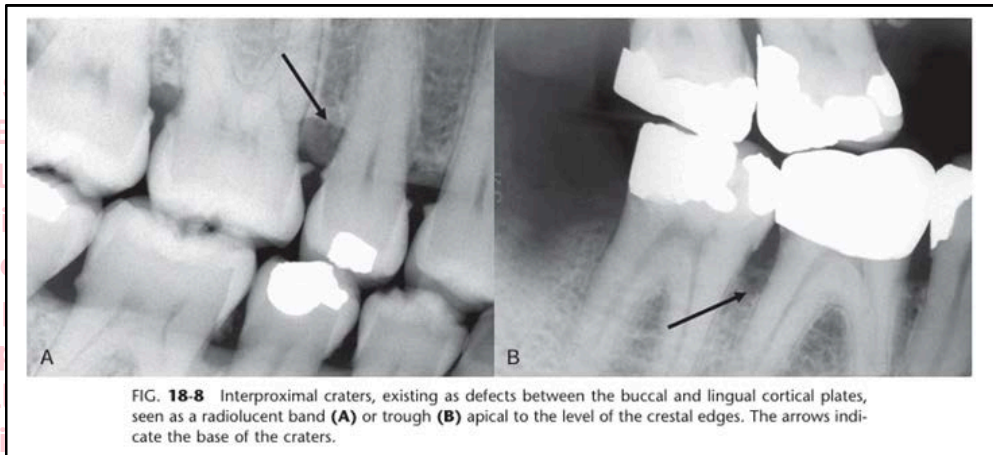 A
B
FIG. 18-8 Interproximal craters, existing as defects between the buccal and lingual cortical plates,
seen as a radiolucent band (A) or trough (B) apical to the level of the crestal edges. The arrows indi-
cate the base of the craters.